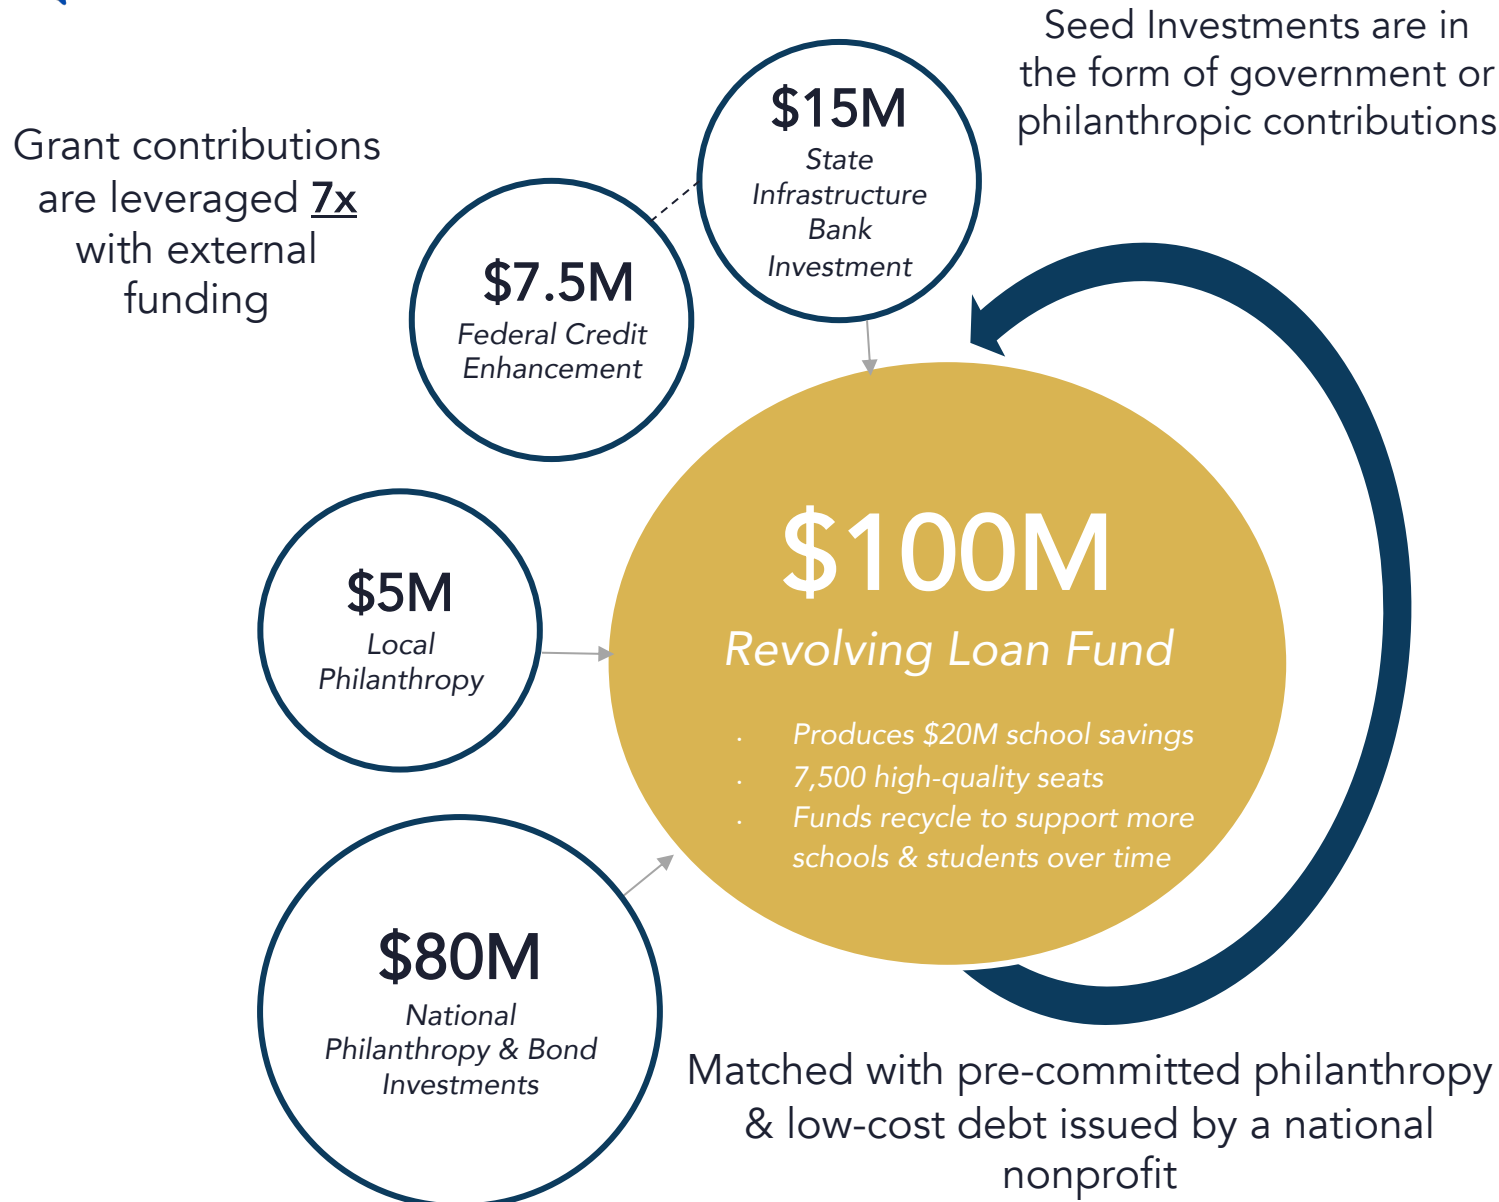 Seed Investments are in
the form of government or
philanthropic contributions
Grant contributions
are leveraged 7x
with external
funding
$15M
State
Infrastructure
Bank
Investment
$7.5M
Federal Credit
Enhancement
$5M
Local
Philanthropy
$80M
National
Philanthropy & Bond
Investments
$100M
Revolving Loan Fund
· Produces $20M school savings
· 7,500 high-quality seats
· Funds recycle to support more
schools & students over time
Matched with pre-committed philanthropy
& low-cost debt issued by a national
nonprofit